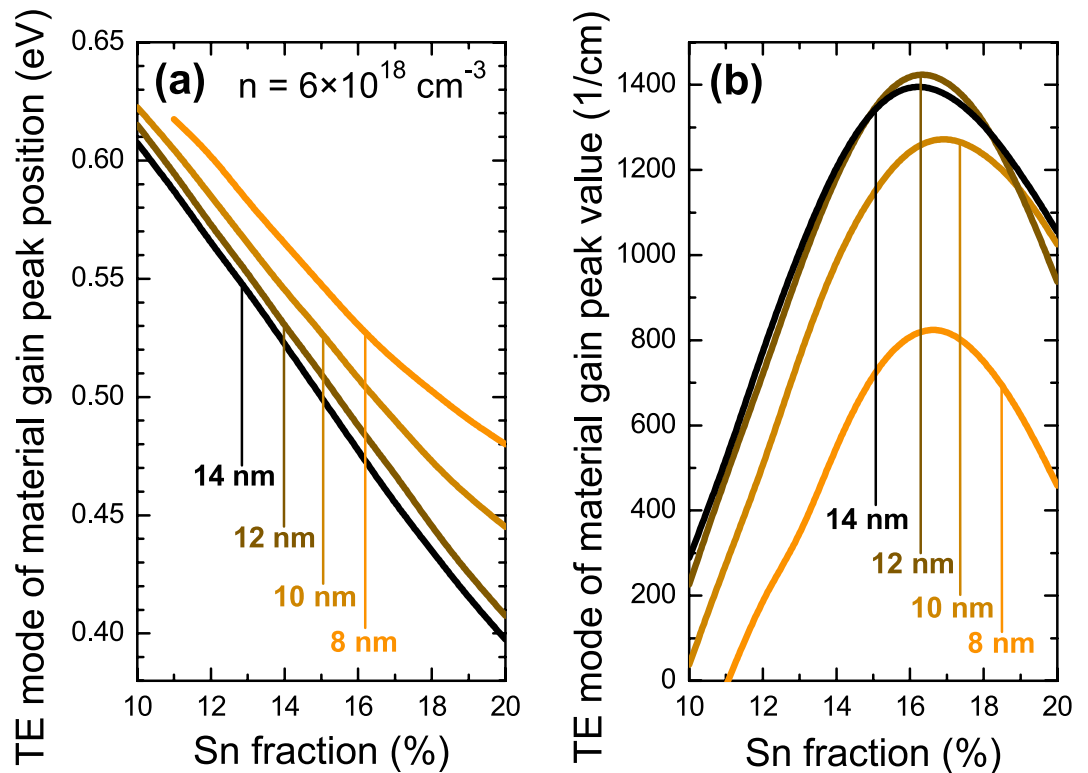 TE mode of material gain peak position (eV)
0.65
0.60
0.55
0.50
0.45
0.40
(a) n = 6×10¹⁸ cm⁻³
14 nm
12 nm
10 nm
8 nm
10 12 14 16 18 20
Sn fraction (%)
TE mode of material gain peak value (1/cm)
1400
1200
1000
800
600
400
200
0
(b)
14 nm
12 nm
10 nm
8 nm
10 12 14 16 18 20
Sn fraction (%)